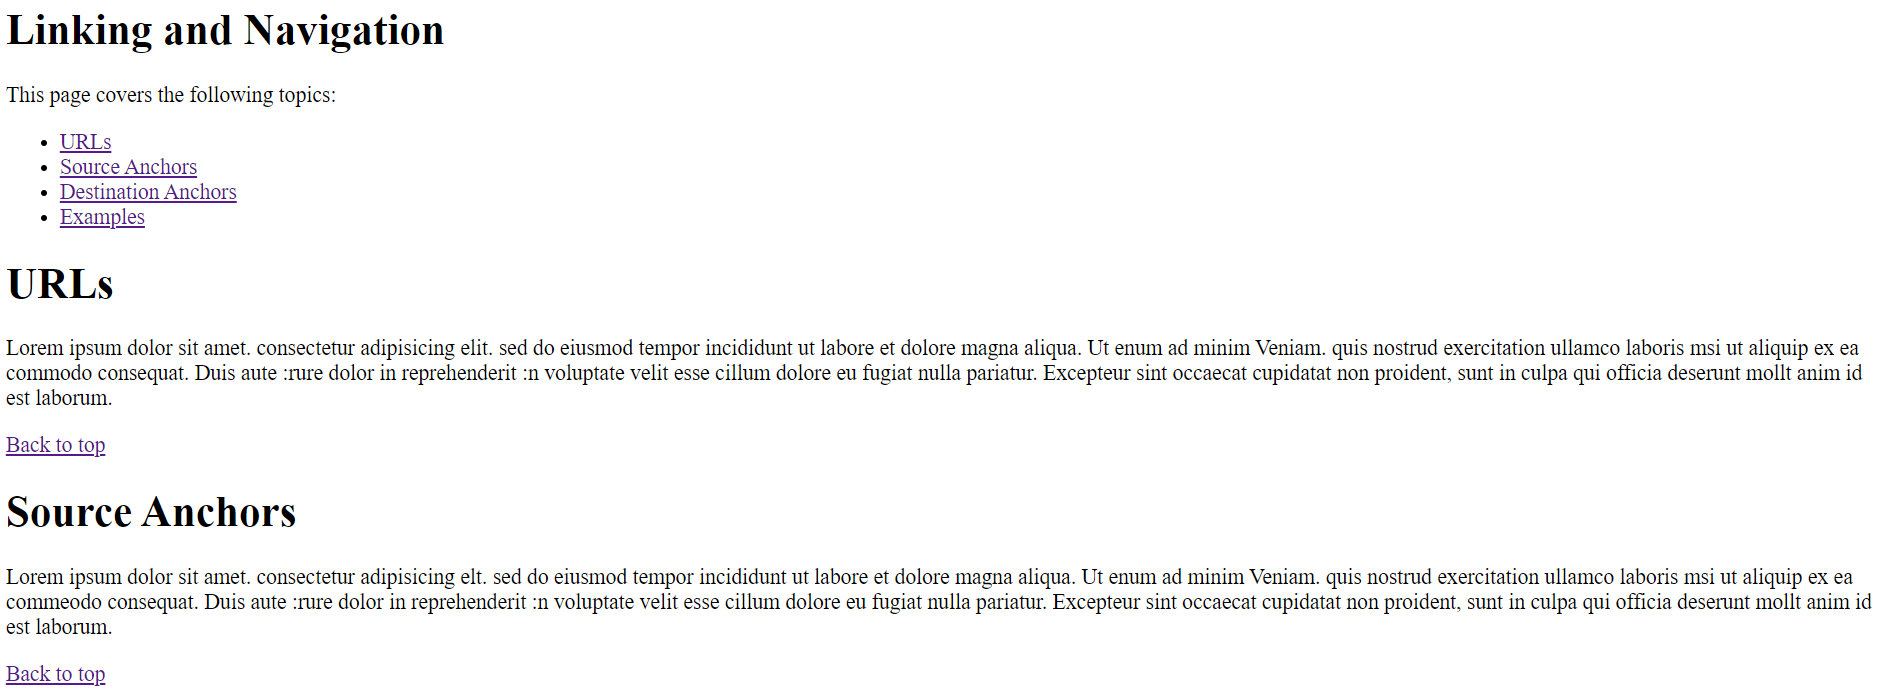 Linking and Navigation
This page covers the following topics:
• URLs
• Source Anchors
• Destination Anchors
• Examples
URLs
Lorem ipsum dolor sit amet. consectetur adipisicing elit. sed do eiusmod tempor incididunt ut labore et dolore magna aliqua. Ut enum ad minim Veniam. quis nostrud exercitation ullamco laboris msi ut aliquip ex ea
commodo consequat. Duis aute :rure dolor in reprehenderit :n voluptate velit esse cillum dolore eu fugiat nulla pariatur. Excepteur sint occaecat cupidatat non proident, sunt in culpa qui officia deserunt mollt anim id
est laborum.
Back to top
Source Anchors
Lorem ipsum dolor sit amet. consectetur adipisicing elt. sed do eiusmod tempor incididunt ut labore et dolore magna aliqua. Ut enum ad minim Veniam. quis nostrud exercitation ullamco laboris msi ut aliquip ex ea
commeodo consequat. Duis aute :rure dolor in reprehenderit :n voluptate velit esse cillum dolore eu fugiat nulla pariatur. Excepteur sint occaecat cupidatat non proident, sunt in culpa qui officia deserunt mollt anim id
est laborum.
Back to top